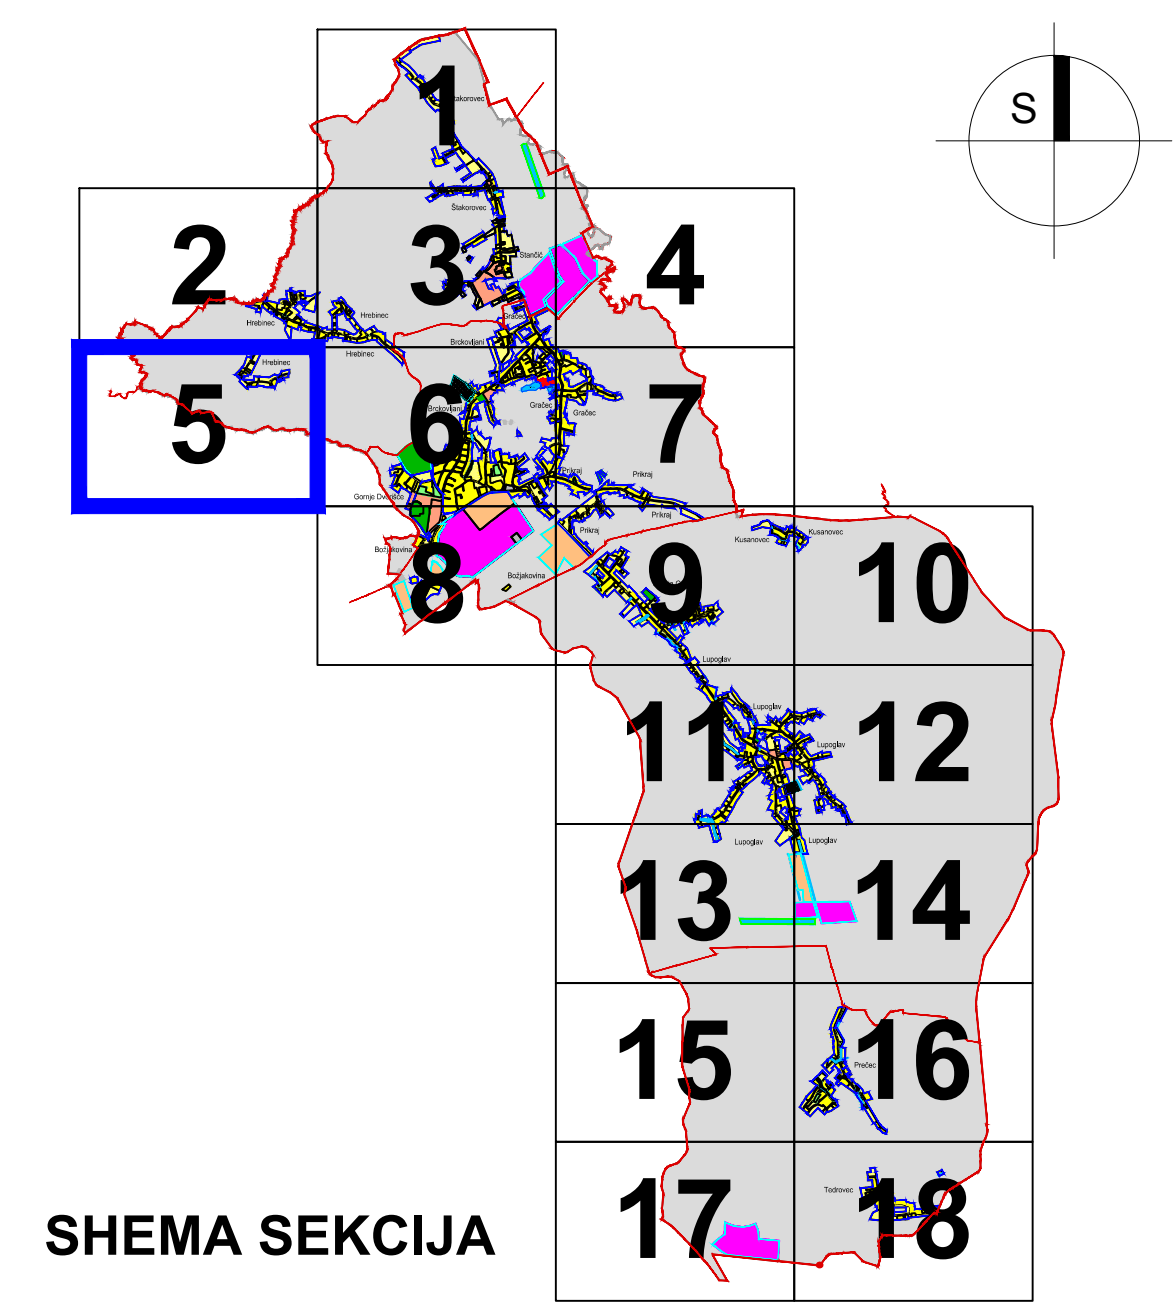 1
Štakorovec
S
Štakorovec
2
3
4
Stančić
Hrebinec
Hrebinec
Gračec
Brckovljani
Hrebinec
Hrebinec
5
6
7
Brckovljani
Gračec
Gračec
Prikraj
Prikraj
Gornje Dvorišće
Prikraj
Prikraj
Kusanovec
Kusanovec
Božjakovina
8
Božjakovina
9
10
Lupoglav
11
Lupoglav
12
Lupoglav
Lupoglav
Lupoglav
13
14
15
16
Prečec
17
Tedrovec
18
SHEMA SEKCIJA